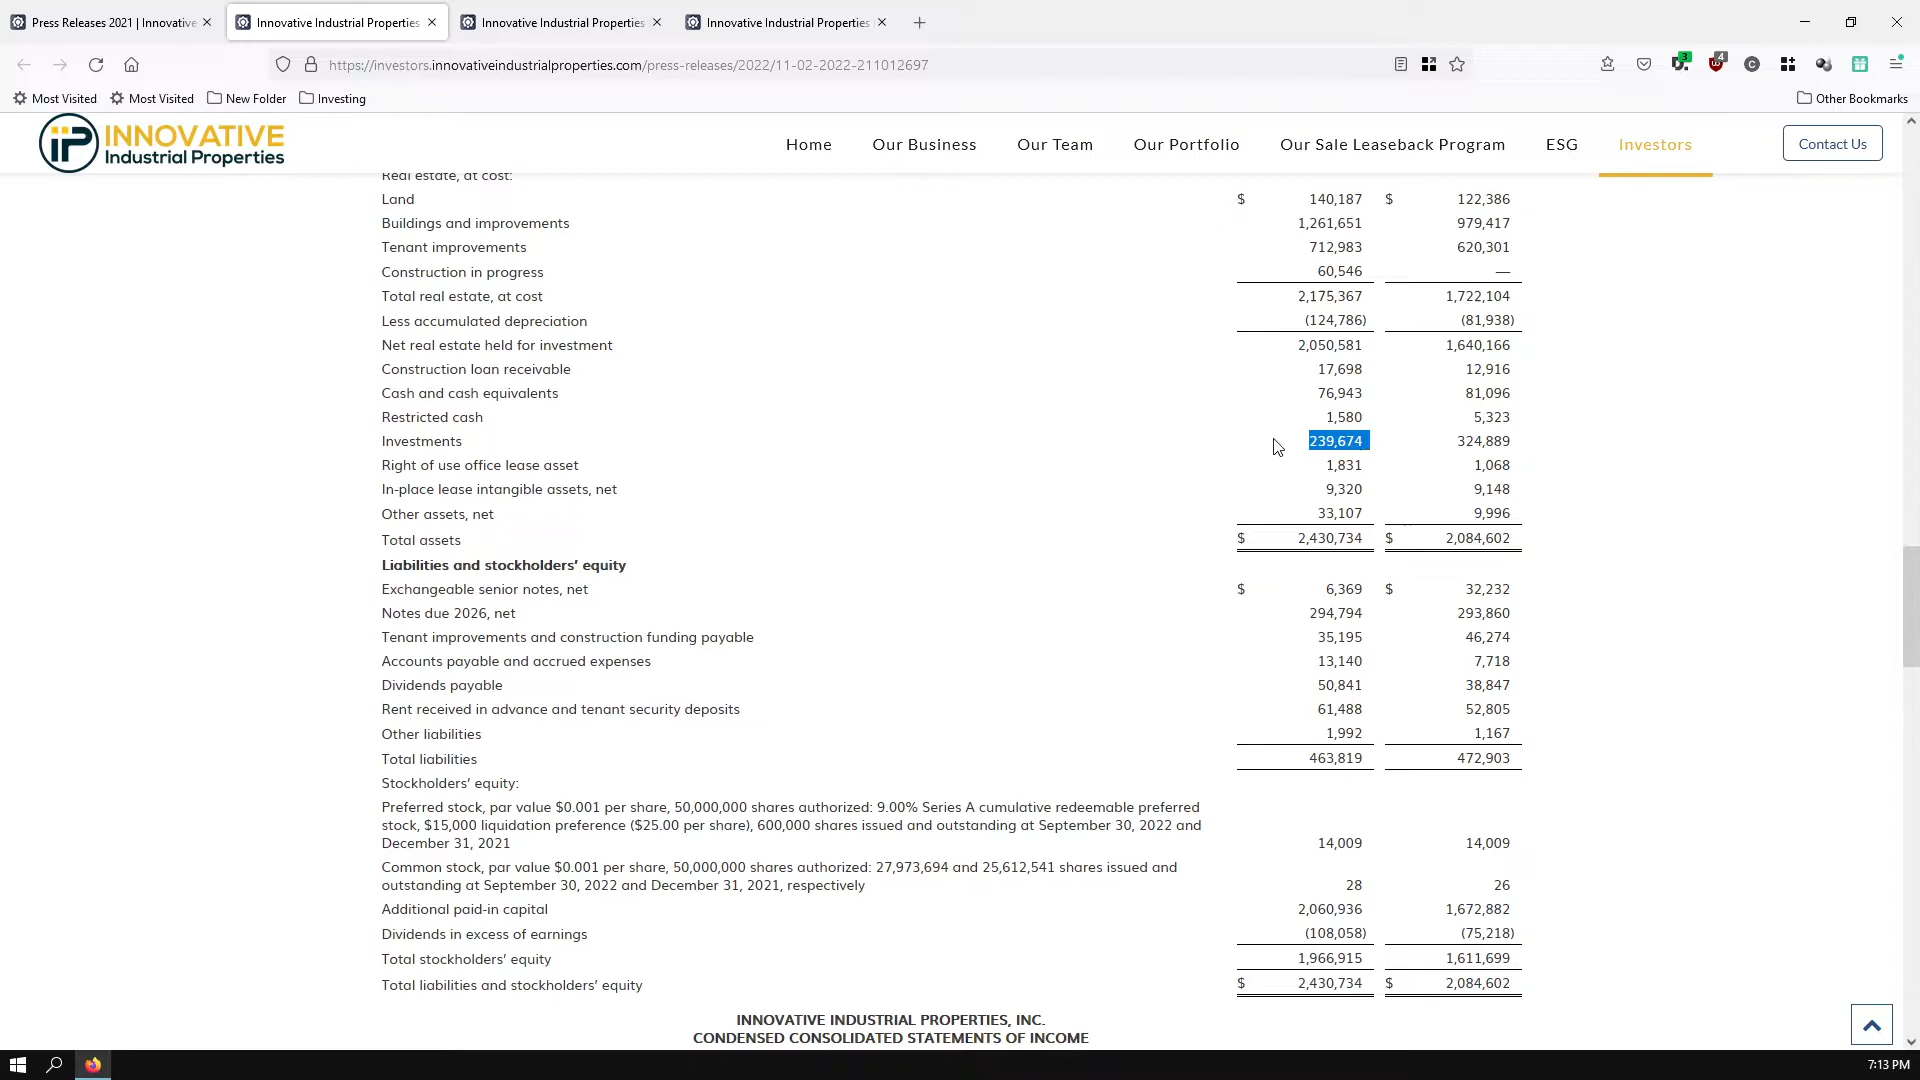 Press Releases 2021 | Innovative
Innovative Industrial Properties
Innovative Industrial Properties
Innovative Industrial Properties
https://investors.innovativeindustrialproperties.com/press-releases/2022/11-02-2022-211012697
3
4
Most Visited
Most Visited
New Folder
Investing
Other Bookmarks
iiP INNOVATIVE
Industrial Properties
Home
Our Business
Our Team
Our Portfolio
Our Sale Leaseback Program
ESG
Investors
Contact Us
Real estate, at cost:
Land $ 140,187 $ 122,386
Buildings and improvements 1,261,651 979,417
Tenant improvements 712,983 620,301
Construction in progress 60,546 —
Total real estate, at cost 2,175,367 1,722,104
Less accumulated depreciation (124,786) (81,938)
Net real estate held for investment 2,050,581 1,640,166
Construction loan receivable 17,698 12,916
Cash and cash equivalents 76,943 81,096
Restricted cash 1,580 5,323
Investments 239,674 324,889
Right of use office lease asset 1,831 1,068
In-place lease intangible assets, net 9,320 9,148
Other assets, net 33,107 9,996
Total assets $ 2,430,734 $ 2,084,602
Liabilities and stockholders' equity
Exchangeable senior notes, net $ 6,369 $ 32,232
Notes due 2026, net 294,794 293,860
Tenant improvements and construction funding payable 35,195 46,274
Accounts payable and accrued expenses 13,140 7,718
Dividends payable 50,841 38,847
Rent received in advance and tenant security deposits 61,488 52,805
Other liabilities 1,992 1,167
Total liabilities 463,819 472,903
Stockholders' equity:
Preferred stock, par value $0.001 per share, 50,000,000 shares authorized: 9.00% Series A cumulative redeemable preferred
stock, $15,000 liquidation preference ($25.00 per share), 600,000 shares issued and outstanding at September 30, 2022 and
December 31, 2021 14,009 14,009
Common stock, par value $0.001 per share, 50,000,000 shares authorized: 27,973,694 and 25,612,541 shares issued and
outstanding at September 30, 2022 and December 31, 2021, respectively 28 26
Additional paid-in capital 2,060,936 1,672,882
Dividends in excess of earnings (108,058) (75,218)
Total stockholders' equity 1,966,915 1,611,699
Total liabilities and stockholders' equity $ 2,430,734 $ 2,084,602
INNOVATIVE INDUSTRIAL PROPERTIES, INC.
CONDENSED CONSOLIDATED STATEMENTS OF INCOME
7:13 PM